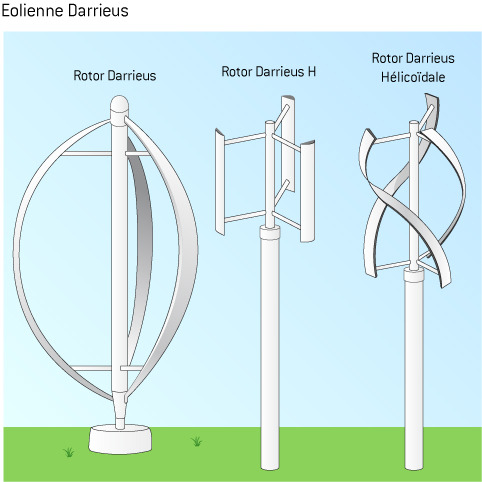 Eolienne Darrieus
Rotor Darrieus
Rotor Darrieus H
Rotor Darrieus
Hélicoïdale